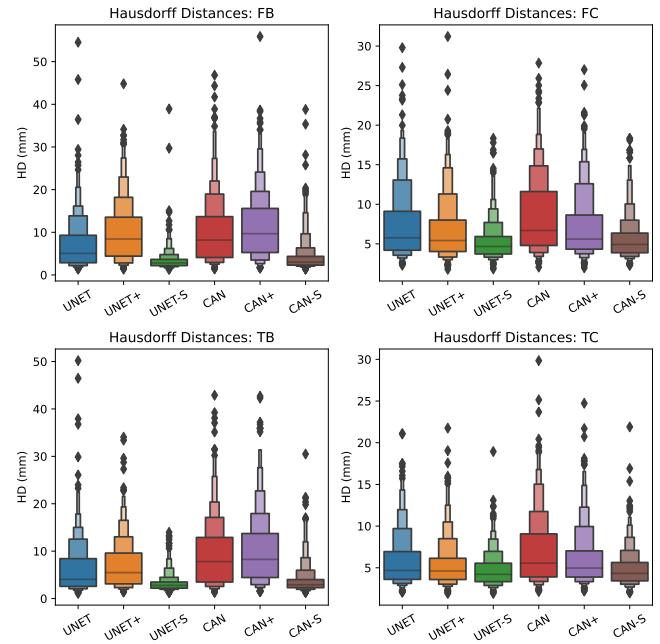 Hausdorff Distances: FB
HD (mm)
50
40
30
20
10
0
UNET UNET+ UNET-S CAN CAN+ CAN-S
Hausdorff Distances: FC
30
25
20
15
10
5
UNET UNET+ UNET-S CAN CAN+ CAN-S
Hausdorff Distances: TB
HD (mm)
50
40
30
20
10
0
UNET UNET+ UNET-S CAN CAN+ CAN-S
Hausdorff Distances: TC
HD (mm)
30
25
20
15
10
5
UNET UNET+ UNET-S CAN CAN+ CAN-S